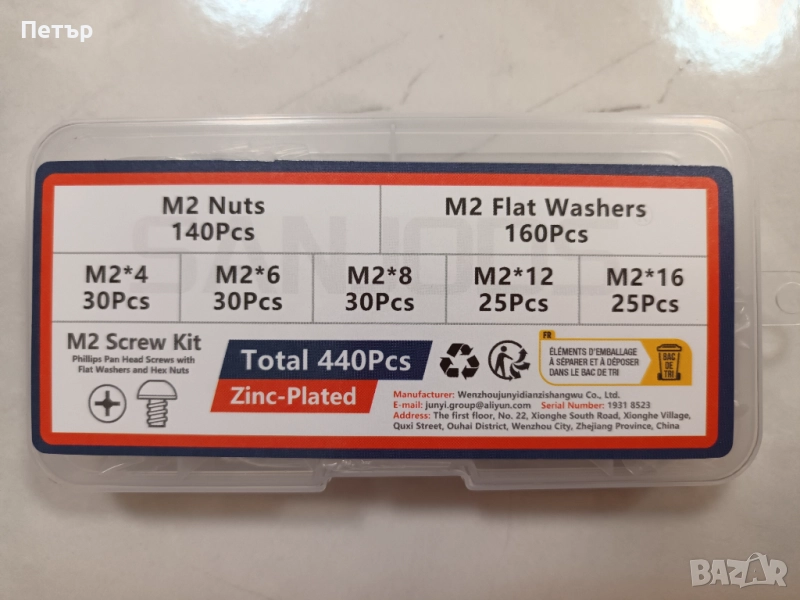 Петър
M2 Nuts
140Pcs
M2 Flat Washers
160Pcs
M2*4
30Pcs
M2*6
30Pcs
M2*8
30Pcs
M2*12
25Pcs
M2*16
25Pcs
M2 Screw Kit
Phillips Pan Head Screws with
Flat Washers and Hex Nuts
Total 440Pcs
Zinc-Plated
FR
ÉLÉMENTS D'EMBALLAGE
À SÉPARER ET À DÉPOSER
DANS LE BAC DE TRI
BAC
DE
TRI
Manufacturer: Wenzhoujunyidianzishangwu Co., Ltd.
E-mail: junyi.group@aliyun.com Serial Number: 1931 8523
Address: The first floor, No. 22, Xionghe South Road, Xionghe Village,
Quxi Street, Ouhai District, Wenzhou City, Zhejiang Province, China
BAZAR